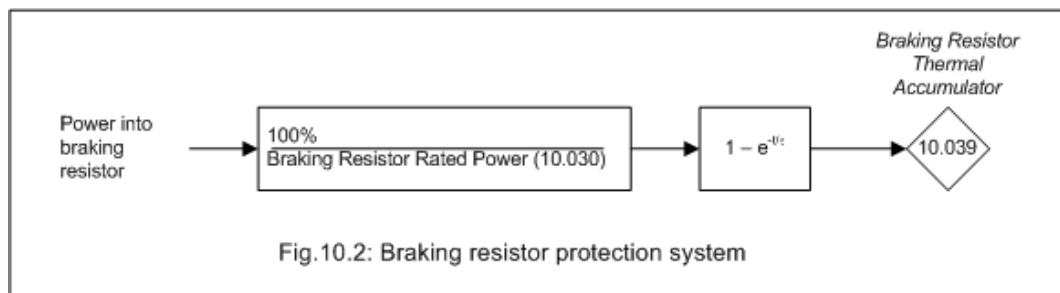 Braking Resistor
Thermal
Accumulator
Power into
braking
resistor
100%
Braking Resistor Rated Power (10.030)
1 – e^-t/τ
10.039
Fig.10.2: Braking resistor protection system